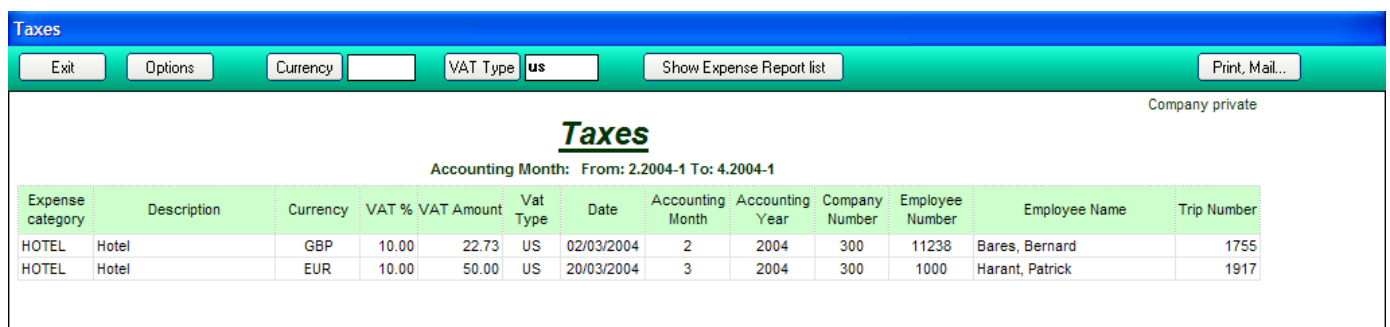 Taxes
Exit Options Currency VAT Type us Show Expense Report list Print, Mail...
Company private
Taxes
Accounting Month: From: 2.2004-1 To: 4.2004-1
Expense category Description Currency VAT % VAT Amount Vat Type Date Accounting Month Accounting Year Company Number Employee Number Employee Name Trip Number
HOTEL Hotel GBP 10.00 22.73 US 02/03/2004 2 2004 300 11238 Bares, Bernard 1755
HOTEL Hotel EUR 10.00 50.00 US 20/03/2004 3 2004 300 1000 Harant, Patrick 1917